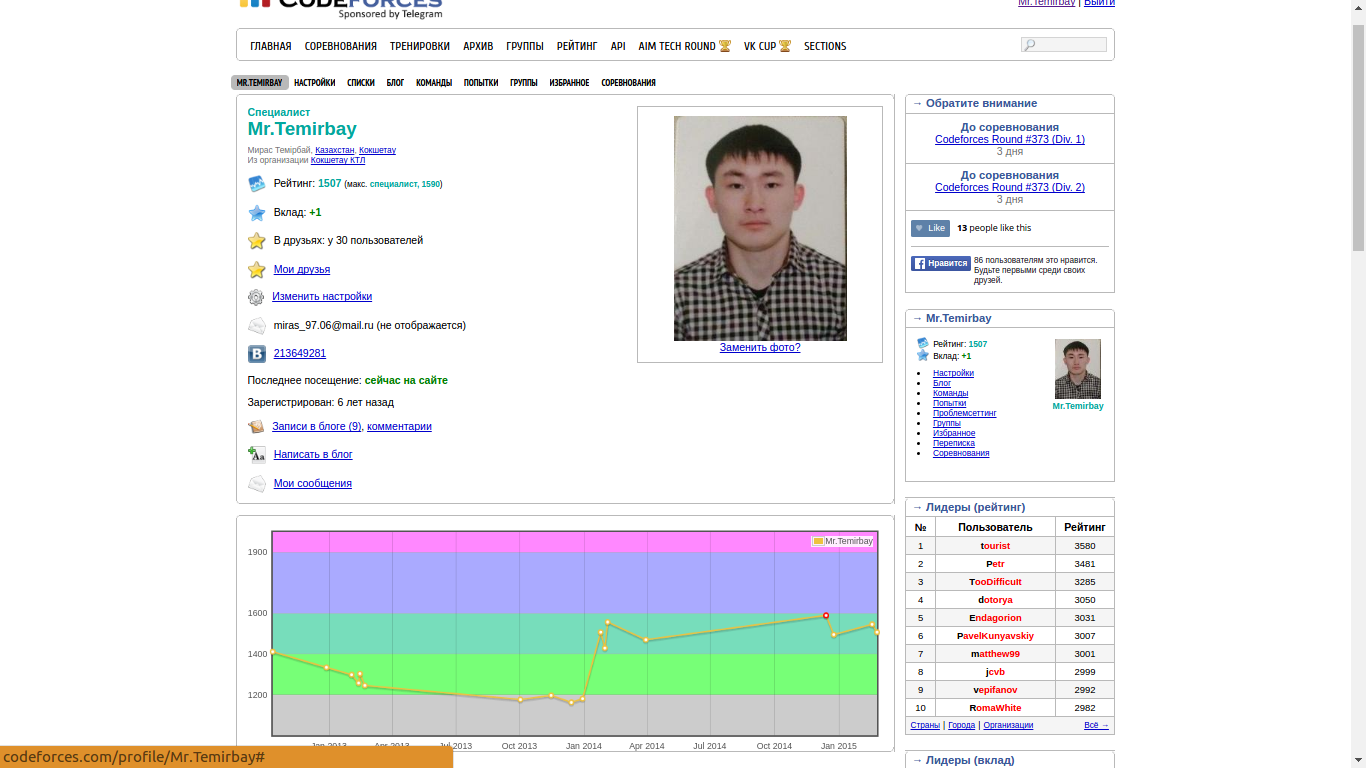 CODEFORCES
Sponsored by Telegram
Mr.Temirbay | Выйти
ГЛАВНАЯ СОРЕВНОВАНИЯ ТРЕНИРОВКИ АРХИВ ГРУППЫ РЕЙТИНГ API AIM TECH ROUND VK CUP SECTIONS
MR.TEMIRBAY НАСТРОЙКИ СПИСКИ БЛОГ КОМАНДЫ ПОПЫТКИ ГРУППЫ ИЗБРАННОЕ СОРЕВНОВАНИЯ
Специалист
Mr.Temirbay
Мирас Темірбай, Казахстан, Кокшетау
Из организации Кокшетау КТЛ
Рейтинг: 1507 (макс. специалист, 1590)
Вклад: +1
В друзьях: у 30 пользователей
Мои друзья
Изменить настройки
miras_97.06@mail.ru (не отображается)
213649281
Последнее посещение: сейчас на сайте
Зарегистрирован: 6 лет назад
Записи в блоге (9), комментарии
Написать в блог
Мои сообщения
Заменить фото?
Mr.Temirbay
1900
1600
1400
1200
Jan 2013 Apr 2013 Jul 2013 Oct 2013 Jan 2014 Apr 2014 Jul 2014 Oct 2014 Jan 2015
→ Обратите внимание
До соревнования
Codeforces Round #373 (Div. 1)
3 дня
До соревнования
Codeforces Round #373 (Div. 2)
3 дня
Like 13 people like this
Нравится 86 пользователям это нравится.
Будьте первыми среди своих
друзей.
→ Mr.Temirbay
Рейтинг: 1507
Вклад: +1
Настройки
Блог
Команды
Попытки
Проблемсеттинг
Группы
Избранное
Переписка
Соревнования
Mr.Temirbay
→ Лидеры (рейтинг)
№ Пользователь Рейтинг
1 tourist 3580
2 Petr 3481
3 TooDifficult 3285
4 dotorya 3050
5 Endagorion 3031
6 PavelKunyavskiy 3007
7 matthew99 3001
8 jcvb 2999
9 vepifanov 2992
10 RomaWhite 2982
Страны | Города | Организации Всё →
→ Лидеры (вклад)
codeforces.com/profile/Mr.Temirbay#